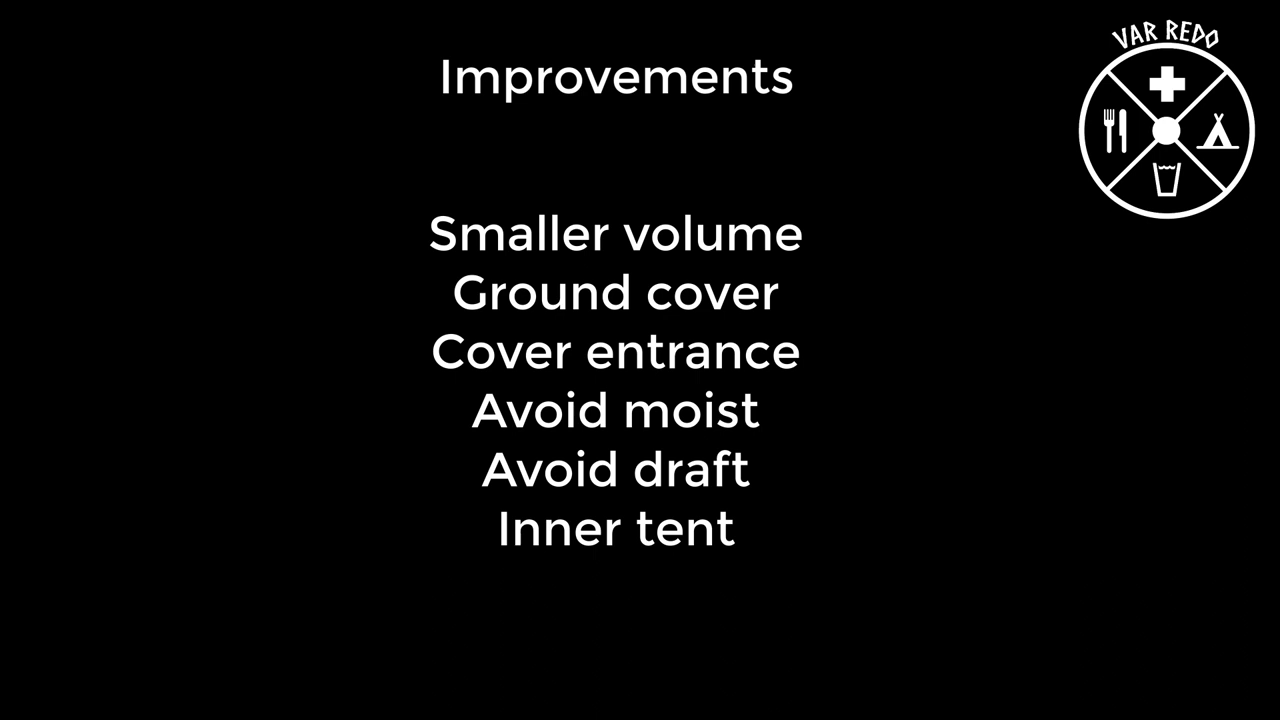 VAR REDO
Improvements
Smaller volume
Ground cover
Cover entrance
Avoid moist
Avoid draft
Inner tent